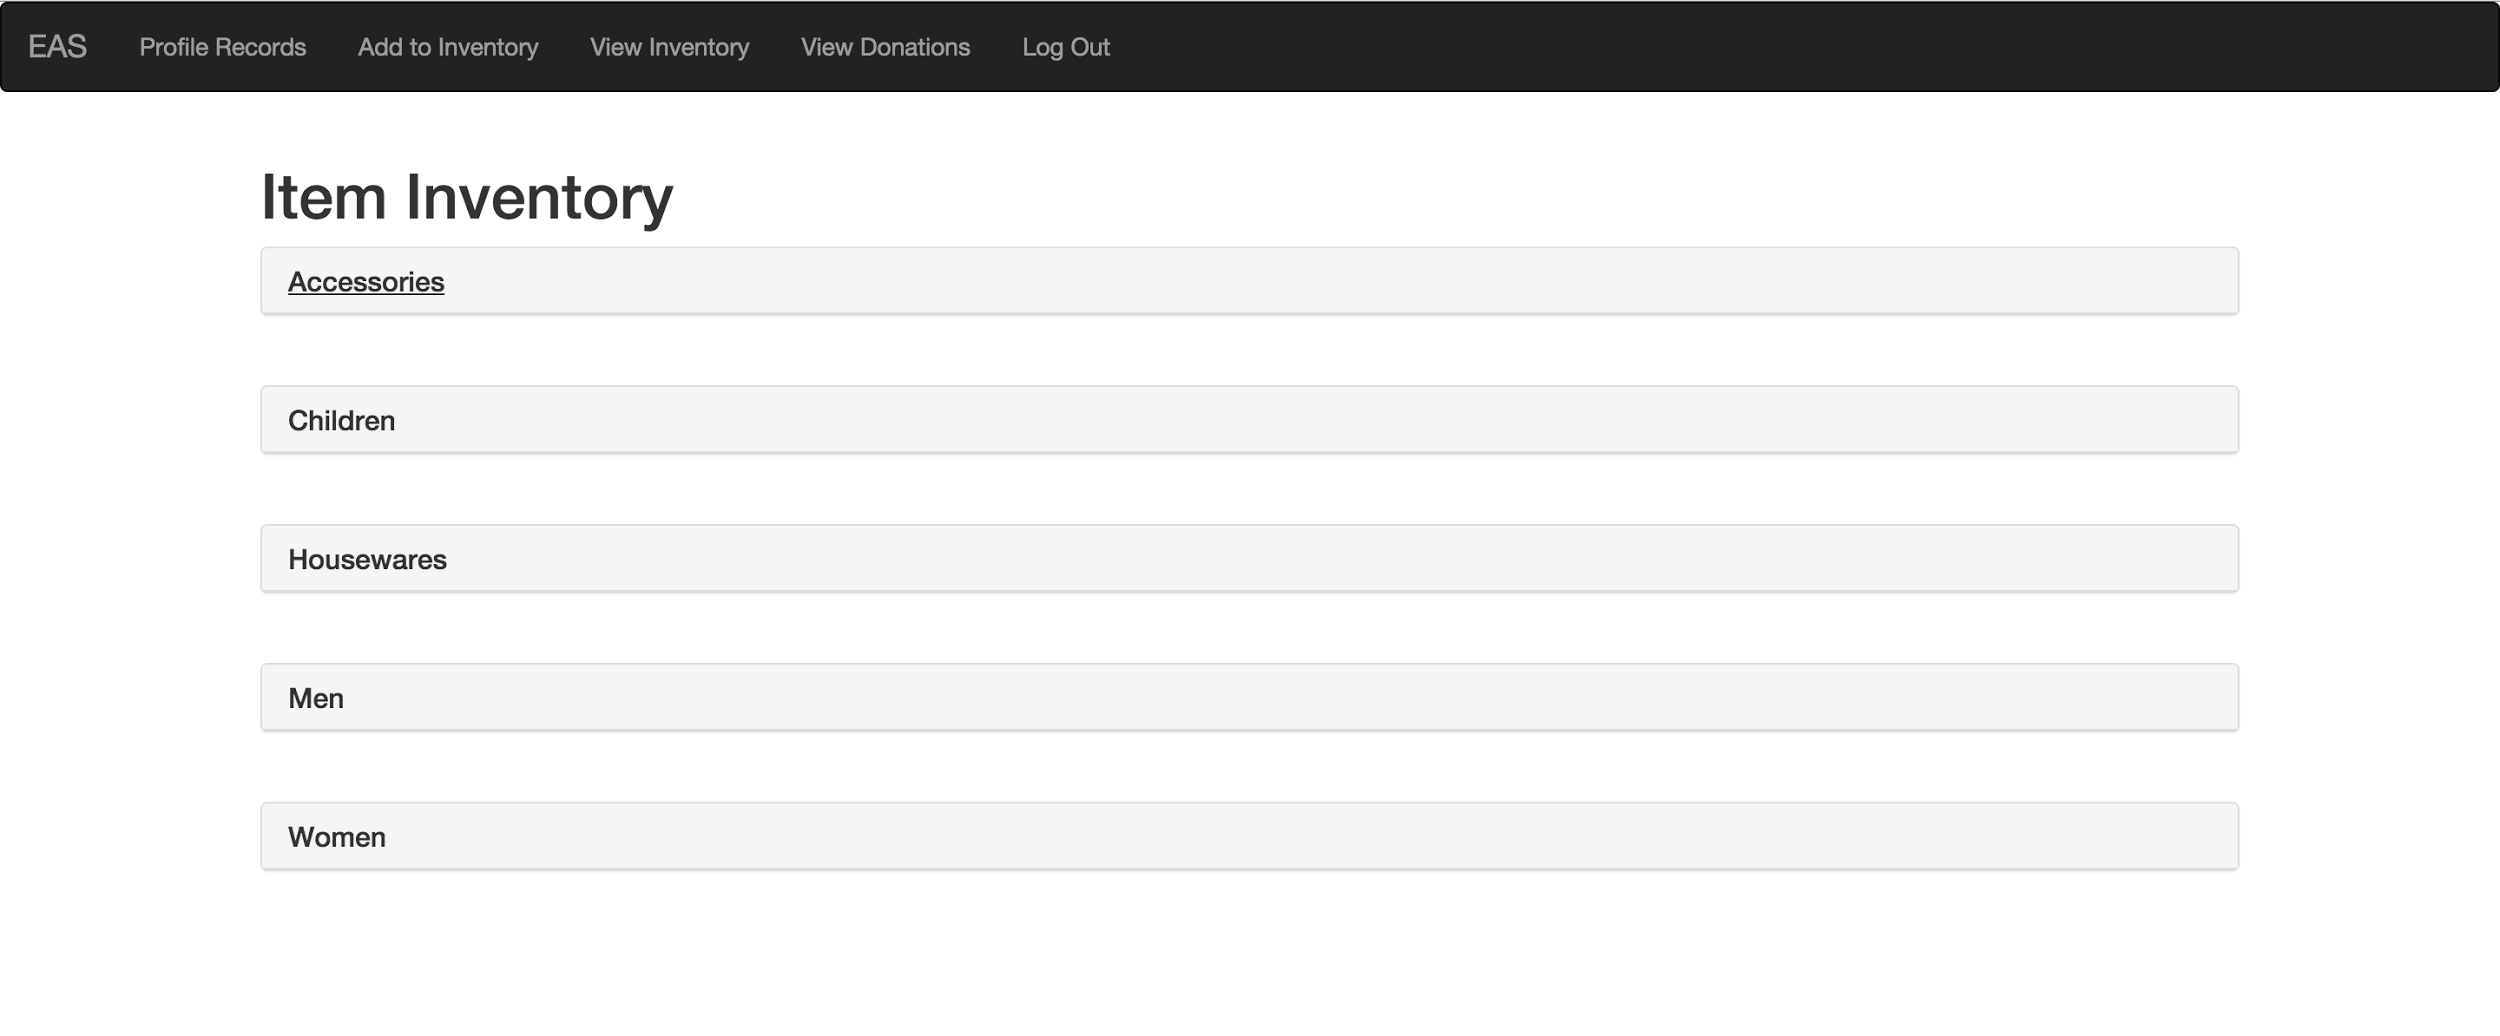 EAS Profile Records Add to Inventory View Inventory View Donations Log Out
Item Inventory
Accessories
Children
Housewares
Men
Women